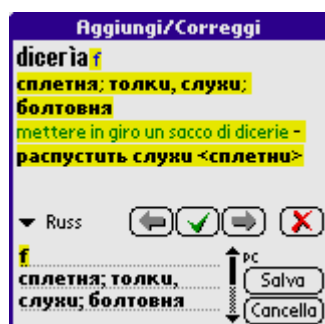 Aggiungi/Correggi
dicerìa f
сплетня; толки, слухи;
болтовня
mettere in giro un sacco di dicerie -
распустить слухи <сплетни>
Russ
f
сплетня; толки,
слухи; болтовня
PC
Salva
Cancella